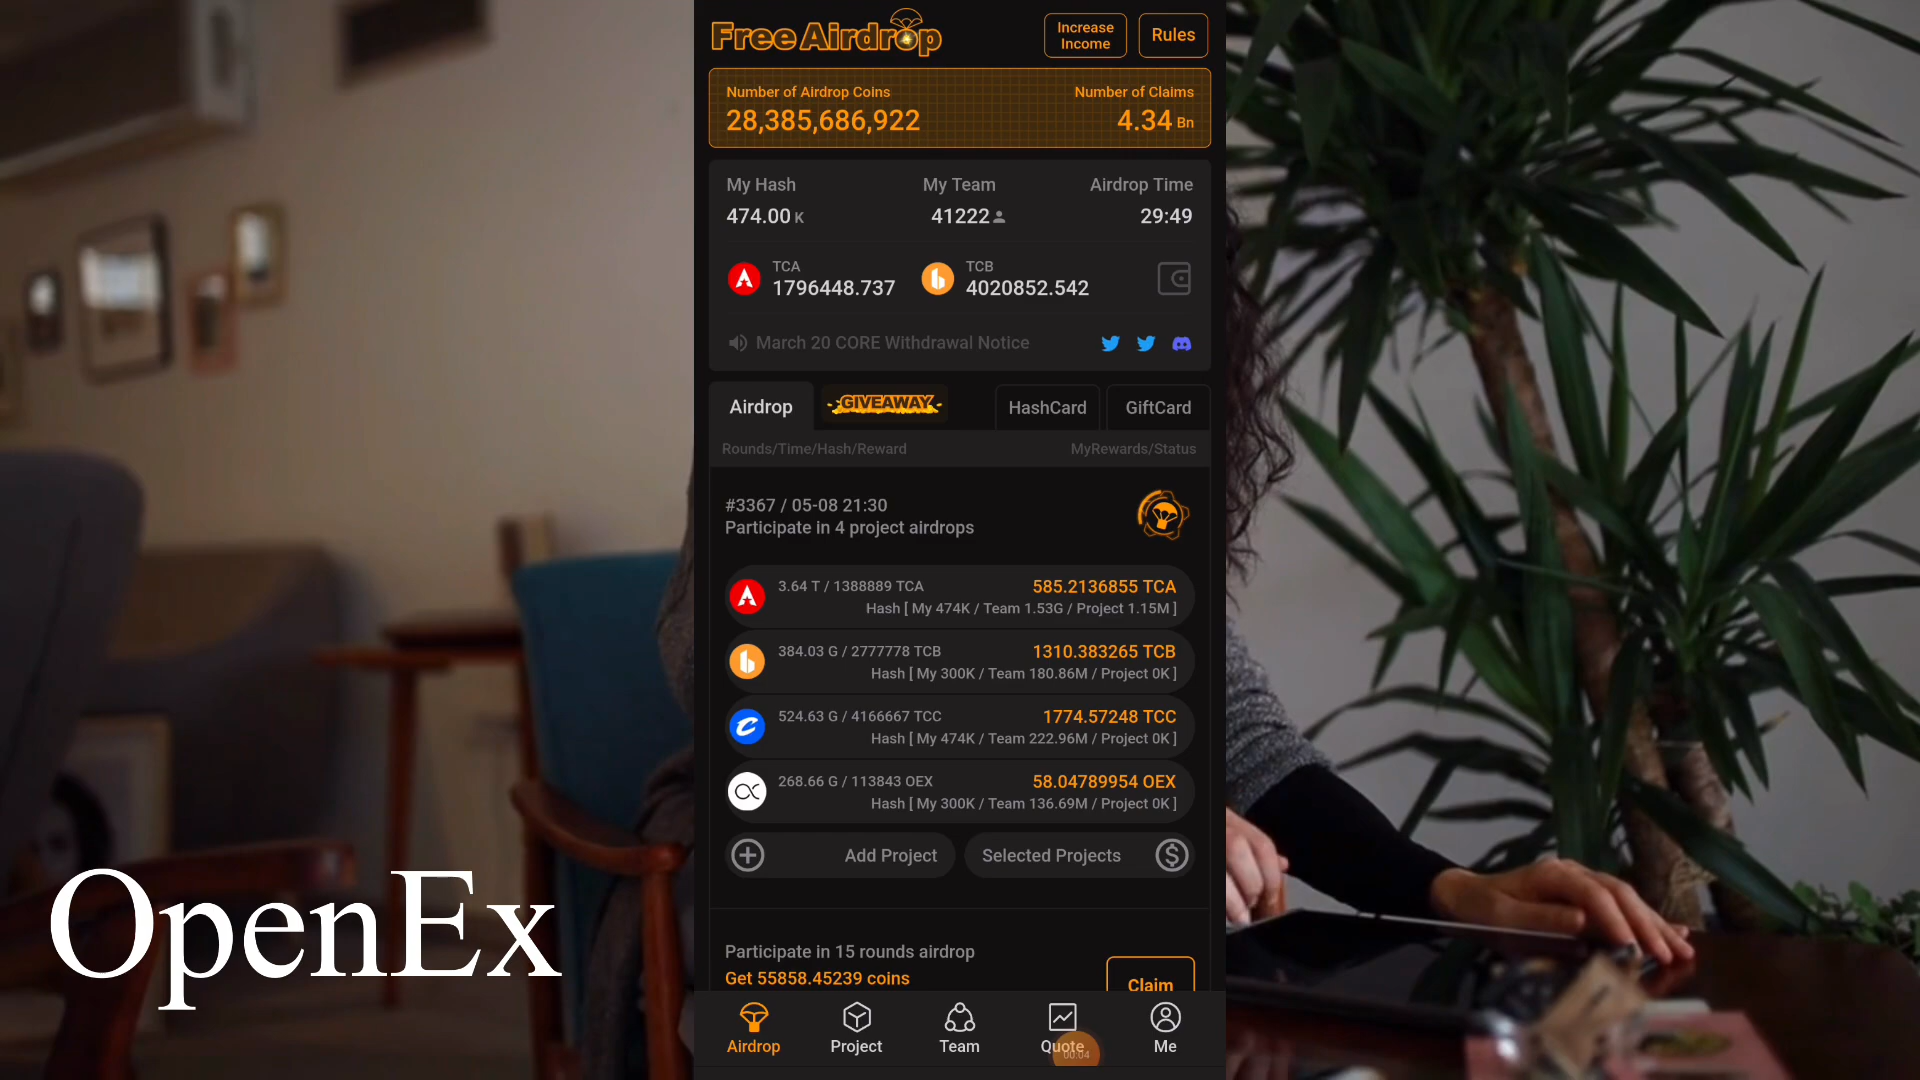 Free Airdrop
Increase
Income
Rules
Number of Airdrop Coins
Number of Claims
28,385,686,922
4.34 Bn
My Hash
My Team
Airdrop Time
474.00 K
41222
29:49
TCA
1796448.737
TCB
4020852.542
March 20 CORE Withdrawal Notice
Airdrop
GIVEAWAY
HashCard
GiftCard
Rounds/Time/Hash/Reward
MyRewards/Status
#3367 / 05-08 21:30
Participate in 4 project airdrops
3.64 T / 1388889 TCA
585.2136855 TCA
Hash [ My 474K / Team 1.53G / Project 1.15M ]
384.03 G / 2777778 TCB
1310.383265 TCB
Hash [ My 300K / Team 180.86M / Project 0K ]
524.63 G / 4166667 TCC
1774.57248 TCC
Hash [ My 474K / Team 222.96M / Project 0K ]
268.66 G / 113843 OEX
58.04789954 OEX
Hash [ My 300K / Team 136.69M / Project 0K ]
Add Project
Selected Projects
Participate in 15 rounds airdrop
Get 55858.45239 coins
Claim
Airdrop
Project
Team
Quote
00:04
Me
OpenEx